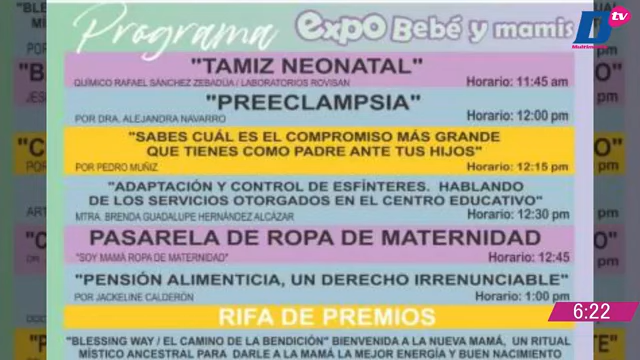 Programa expo Bebé y mamis
"TAMIZ NEONATAL"
QUÍMICO RAFAEL SÁNCHEZ ZEBADÚA / LABORATORIOS ROVISAN Horario: 11:45 am
"PREECLAMPSIA"
POR DRA. ALEJANDRA NAVARRO Horario: 12:00 pm
"SABES CUÁL ES EL COMPROMISO MÁS GRANDE
QUE TIENES COMO PADRE ANTE TUS HIJOS"
POR PEDRO MUÑIZ Horario: 12:15 pm
"ADAPTACIÓN Y CONTROL DE ESFÍNTERES. HABLANDO
DE LOS SERVICIOS OTORGADOS EN EL CENTRO EDUCATIVO"
MTRA. BRENDA GUADALUPE HERNÁNDEZ ALCÁZAR Horario: 12:30 pm
PASARELA DE ROPA DE MATERNIDAD
"SOY MAMÁ ROPA DE MATERNIDAD" Horario: 12:45
"PENSIÓN ALIMENTICIA, UN DERECHO IRRENUNCIABLE"
POR JACKELINE CALDERÓN Horario: 1:00 pm
RIFA DE PREMIOS
"BLESSING WAY / EL CAMINO DE LA BENDICIÓN" BIENVENIDA A LA NUEVA MAMÁ, UN RITUAL
MÍSTICO ANCESTRAL PARA DARLE A LA MAMÁ LA MEJOR ENERGÍA Y BUEN NACIMIENTO
tv
6:22